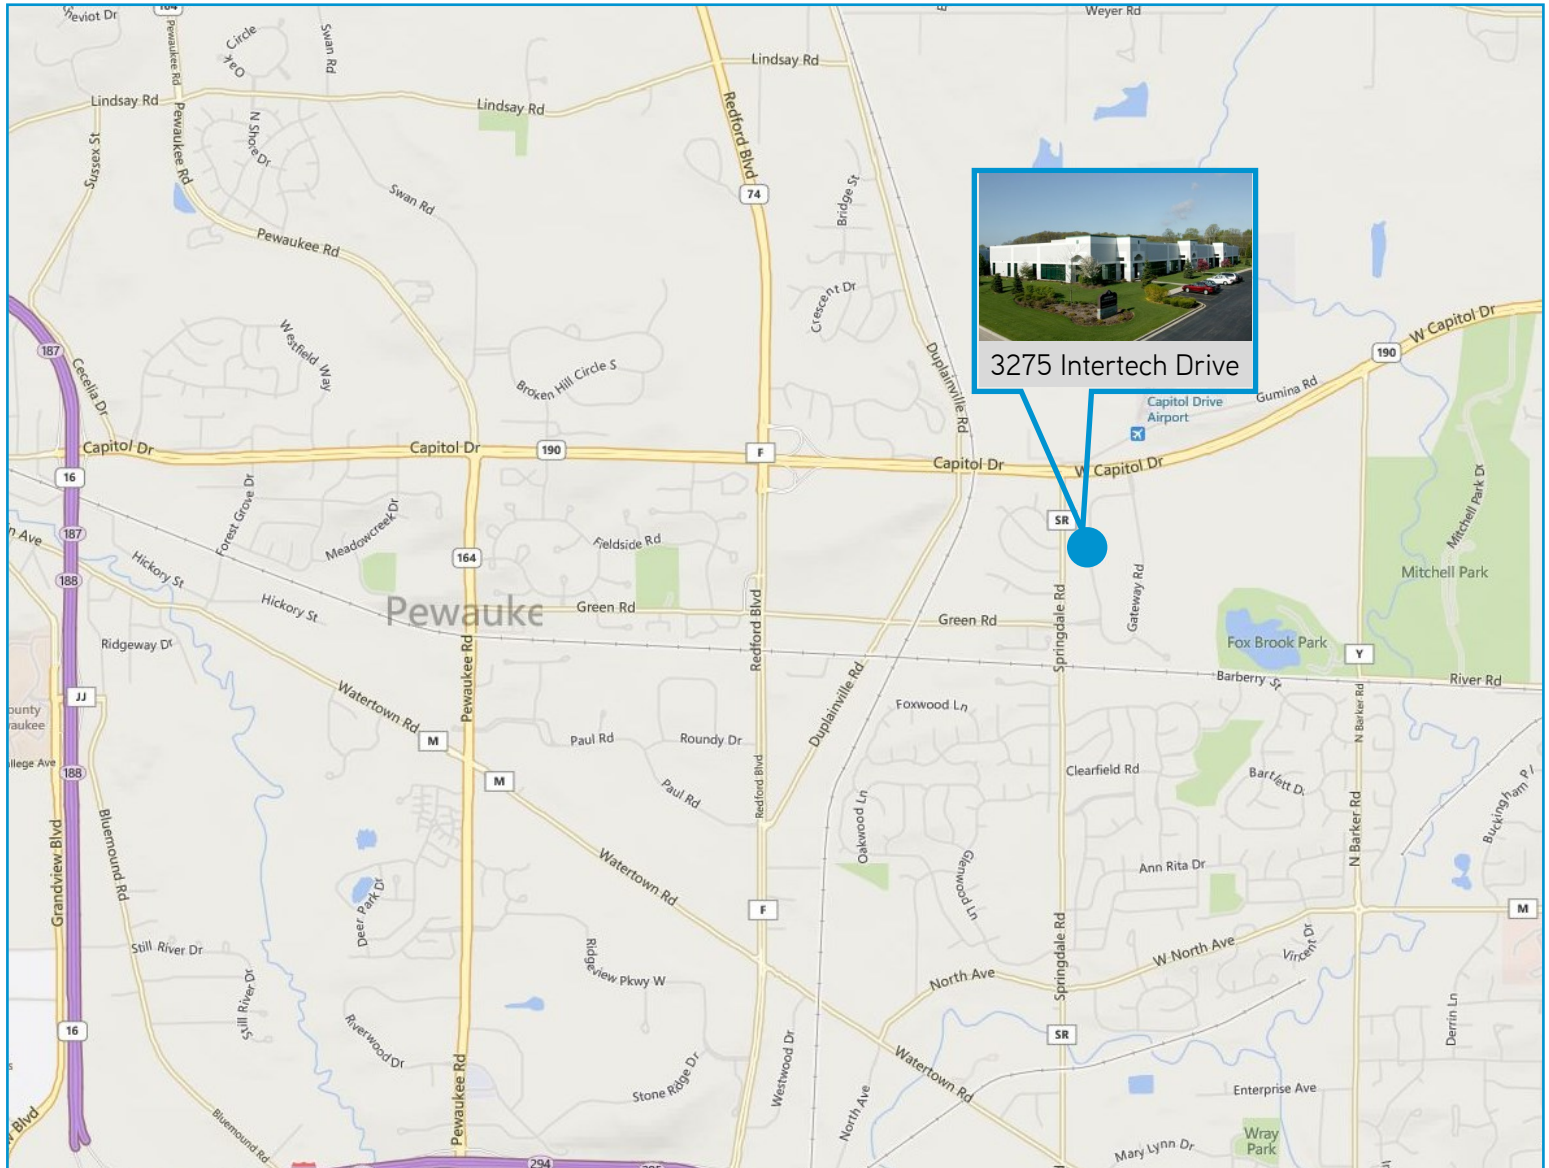 Cheviot Dr
164
Pewaukee Rd
Circle
Oak
Swan Rd
Weyer Rd
Lindsay Rd
Lindsay Rd
Lindsay Rd
Sussex St
Pewaukee Rd
N Shore Dr
Redford Blvd
74
Swan Rd
Bridge St
Pewaukee Rd
Crescent Dr
187
Westfield Way
Cecelia Dr
Broken Hill Circle S
Duplainville Rd
3275 Intertech Drive
190
W Capitol Dr
Gumina Rd
Capitol Drive
Airport
Capitol Dr
Capitol Dr
190
F
Capitol Dr
W Capitol Dr
16
Forest Grove Dr
Meadowcreek Dr
Mitchell Park Dr
SR
187
n Ave
Fieldside Rd
164
188
Hickory St
Hickory St
Mitchell Park
Pewauke
Green Rd
Redford Blvd
Green Rd
Springdale Rd
Gateway Rd
Fox Brook Park
Y
Ridgeway Dr
Pewaukee Rd
Barberry St
River Rd
JJ
ounty
aukee
Watertown Rd
M
Foxwood Ln
Duplainville Rd
N Barker Rd
Paul Rd
Roundy Dr
llege Ave
188
M
Redford Blvd
Clearfield Rd
Bartlett D
Paul Rd
Buckingham Pl
Grandview Blvd
Bluemound Rd
Oakwood Ln
N Barker Rd
Watertown Rd
Glenwood Ln
Ann Rita Dr
Deer Park Dr
F
M
Still River Dr
Springdale Rd
W North Ave
Vincent Dr
Ridgeview Pkwy W
North Ave
Still River Dr
16
Riverwood Dr
SR
Derrin Ln
Pewaukee Rd
Stone Ridge Dr
Westwood Dr
North Ave
Watertown Rd
Enterprise Ave
w Blvd
Bluemound Rd
294
295
Mary Lynn Dr
Wray
Park